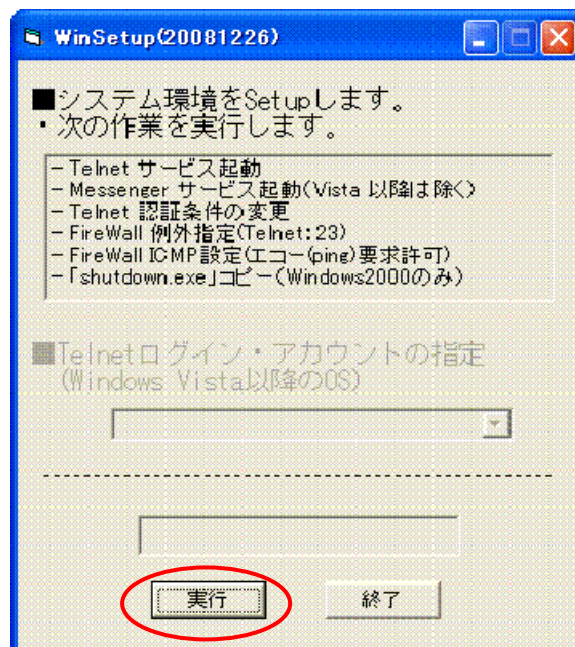 WinSetup(20081226)
■システム環境をSetupします。
・次の作業を実行します。
－Telnet サービス起動
－Messenger サービス起動(Vista 以降は除く)
－Telnet 認証条件の変更
－FireWall 例外指定(Telnet:23)
－FireWall ICMP設定(エコー(ping)要求許可)
－「shutdown.exe」コピー(Windows2000のみ)
■Telnetログイン・アカウントの指定
(Windows Vista以降のOS)
実行
終了